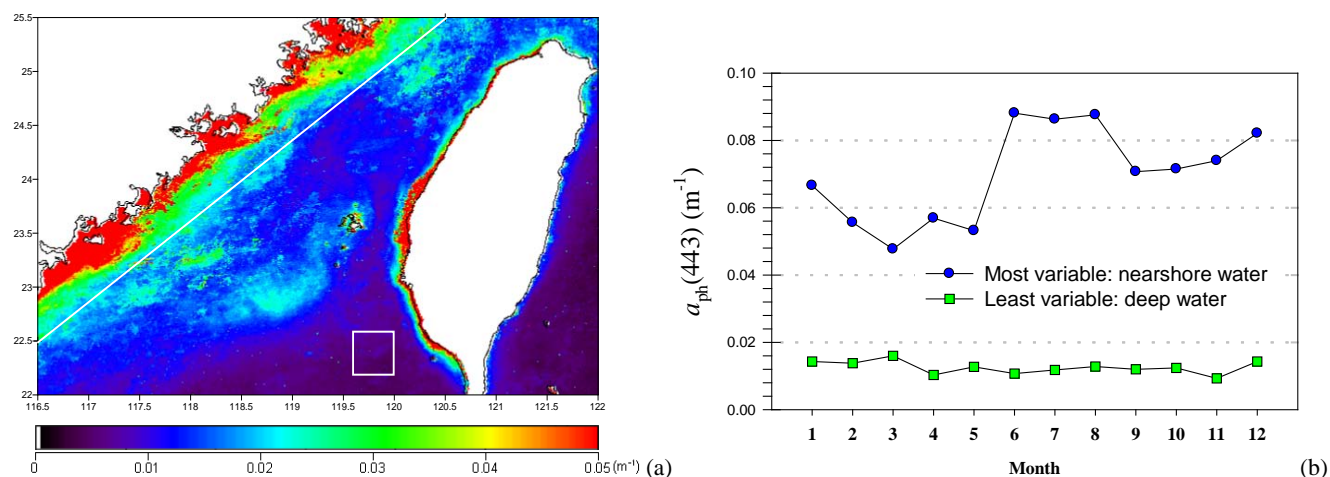 25.5
25
24.5
24
23.5
23
22.5
22
116.5 117 117.5 118 118.5 119 119.5 120 120.5 121 121.5 122
0 0.01 0.02 0.03 0.04 0.05 (m⁻¹) (a)
0.10
0.08
0.06
0.04
0.02
0.00
aph(443) (m⁻¹)
Most variable: nearshore water
Least variable: deep water
1 2 3 4 5 6 7 8 9 10 11 12
Month (b)